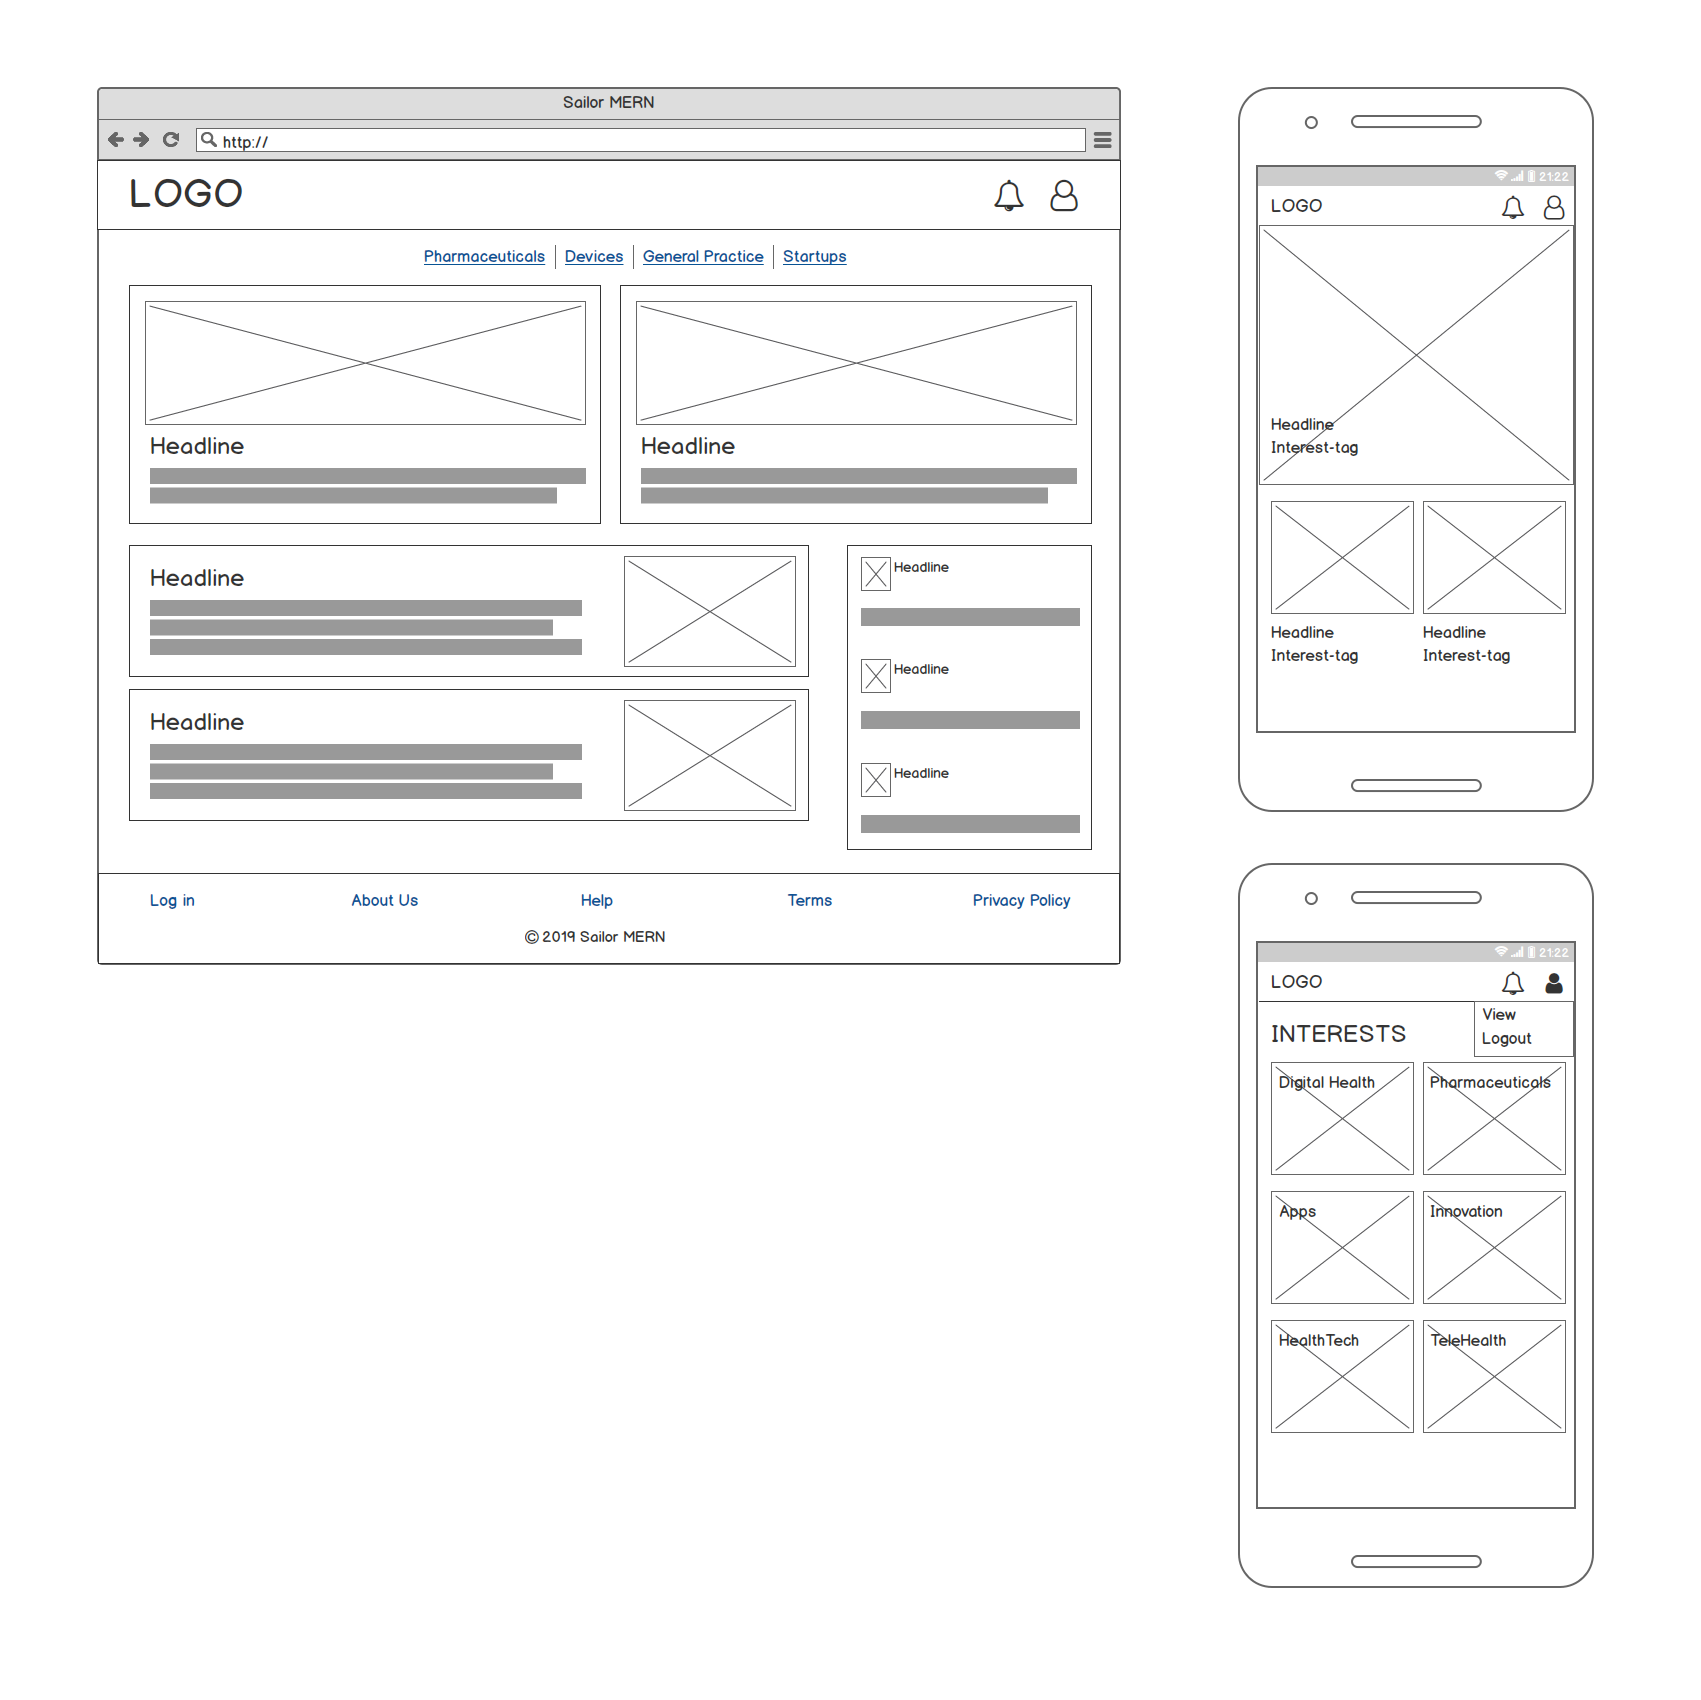 Sailor MERN
http://
LOGO
Pharmaceuticals Devices General Practice Startups
Headline
Headline
Headline
Headline
Headline
Headline
Headline
Log in About Us Help Terms Privacy Policy
© 2019 Sailor MERN
21:22
LOGO
Headline
Interest-tag
Headline
Interest-tag
Headline
Interest-tag
21:22
LOGO
View
Logout
INTERESTS
Digital Health
Pharmaceuticals
Apps
Innovation
HealthTech
TeleHealth